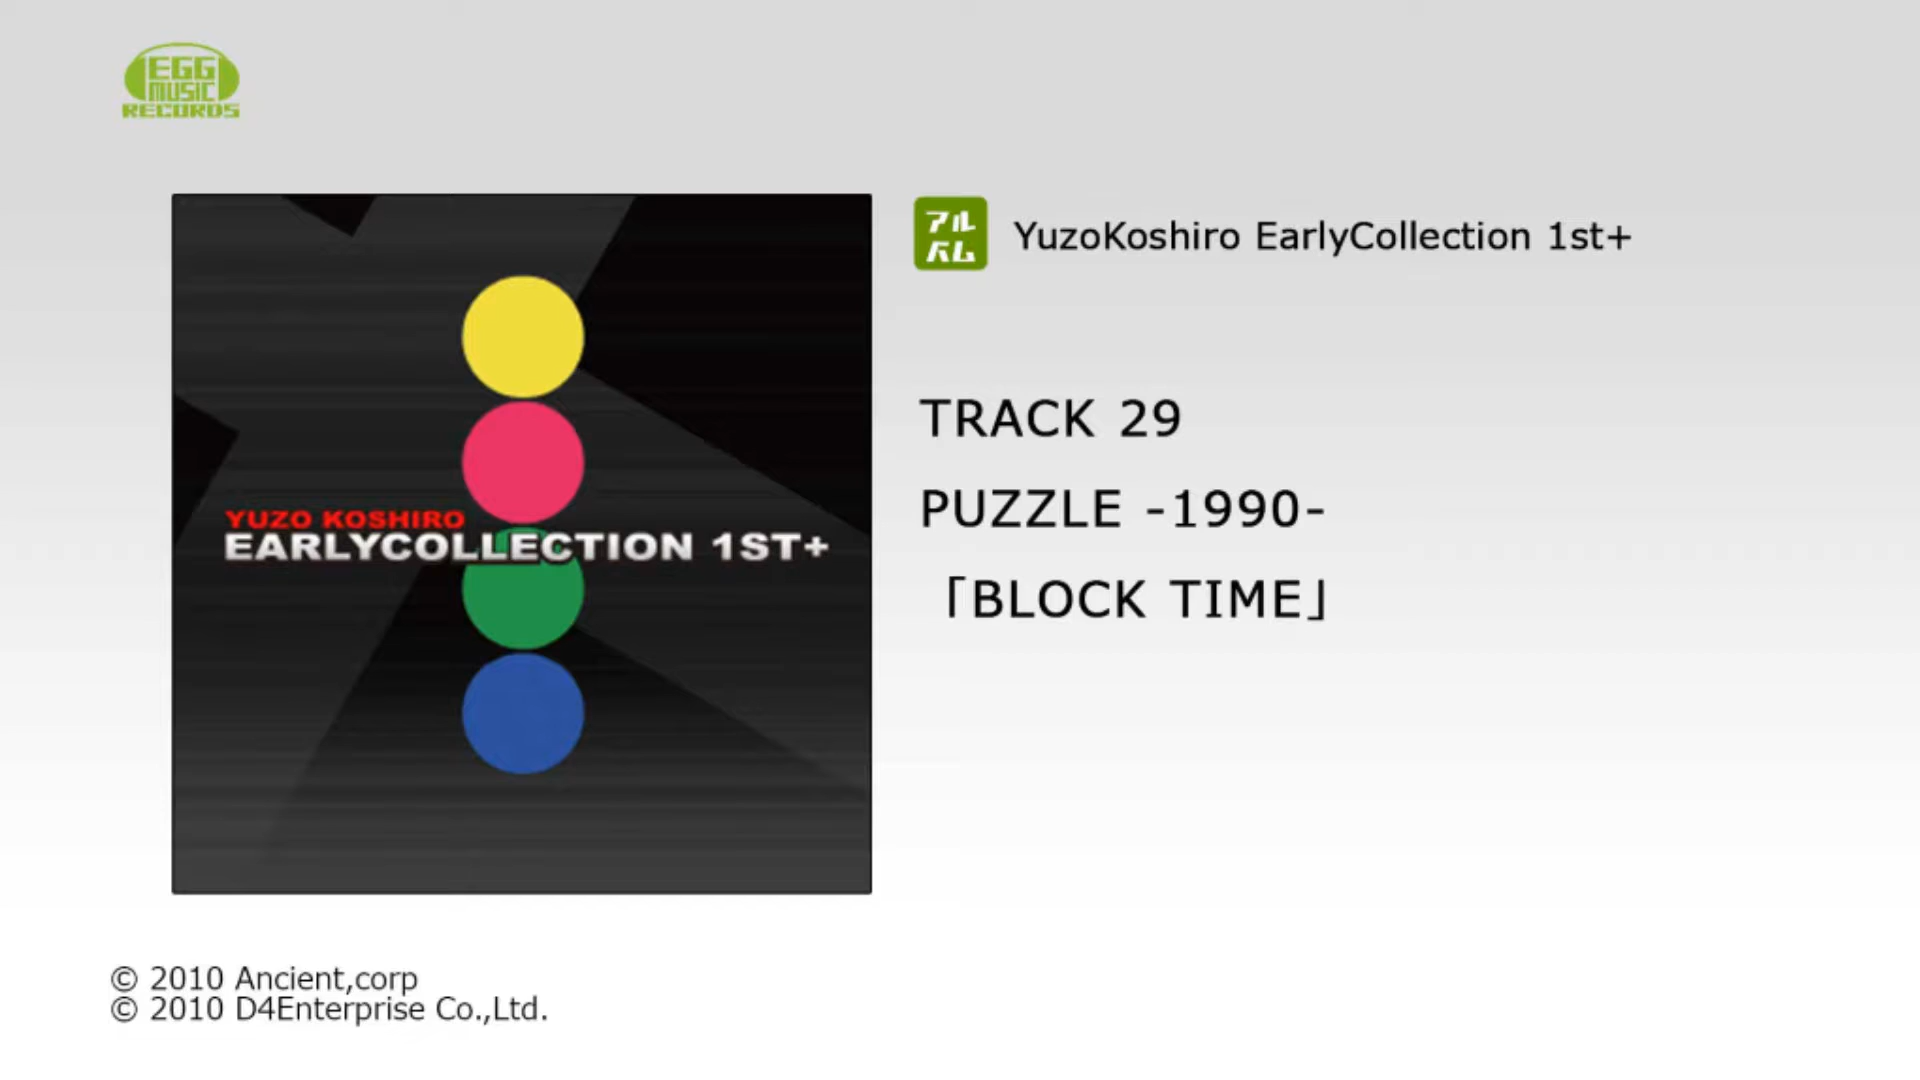 EGG
MUSIC
RECORDS
アル
バム
YuzoKoshiro EarlyCollection 1st+
YUZO KOSHIRO
EARLYCOLLECTION 1ST+
TRACK 29
PUZZLE -1990-
「BLOCK TIME」
© 2010 Ancient,corp
© 2010 D4Enterprise Co.,Ltd.